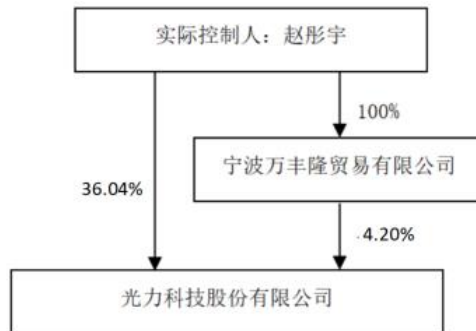 实际控制人：赵彤宇
100%
宁波万丰隆贸易有限公司
36.04%
4.20%
光力科技股份有限公司